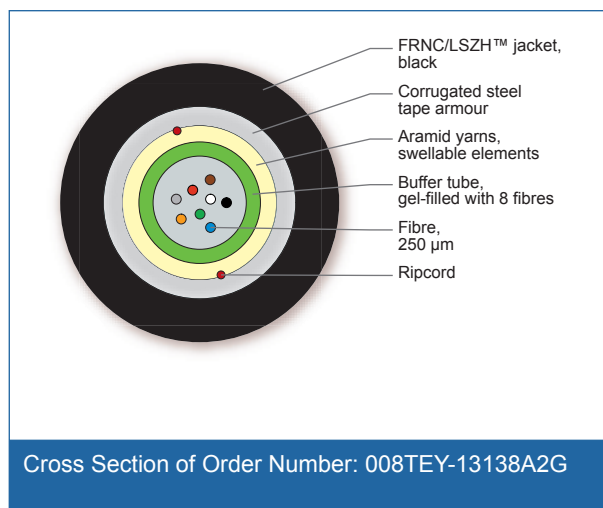 FRNC/LSZH™ jacket,
black
Corrugated steel
tape armour
Aramid yarns,
swellable elements
Buffer tube,
gel-filled with 8 fibres
Fibre,
250 µm
Ripcord
Cross Section of Order Number: 008TEY-13138A2G